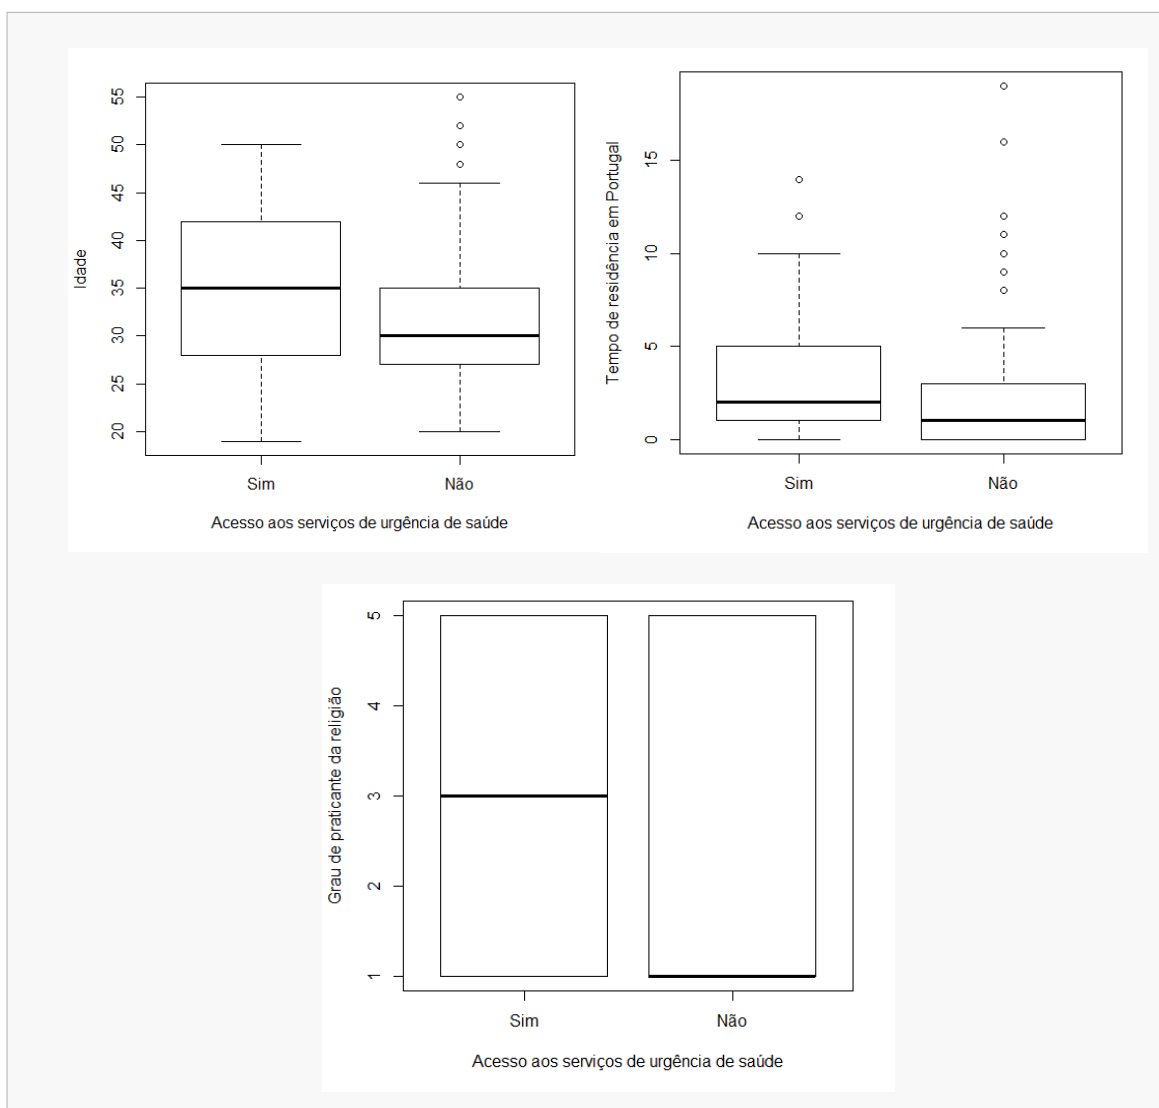 55
50
45
40
35
30
25
20
Idade
Sim Não
Acesso aos serviços de urgência de saúde
15
10
5
0
Tempo de residência em Portugal
Sim Não
Acesso aos serviços de urgência de saúde
5
4
3
2
1
Grau de praticante da religião
Sim Não
Acesso aos serviços de urgência de saúde